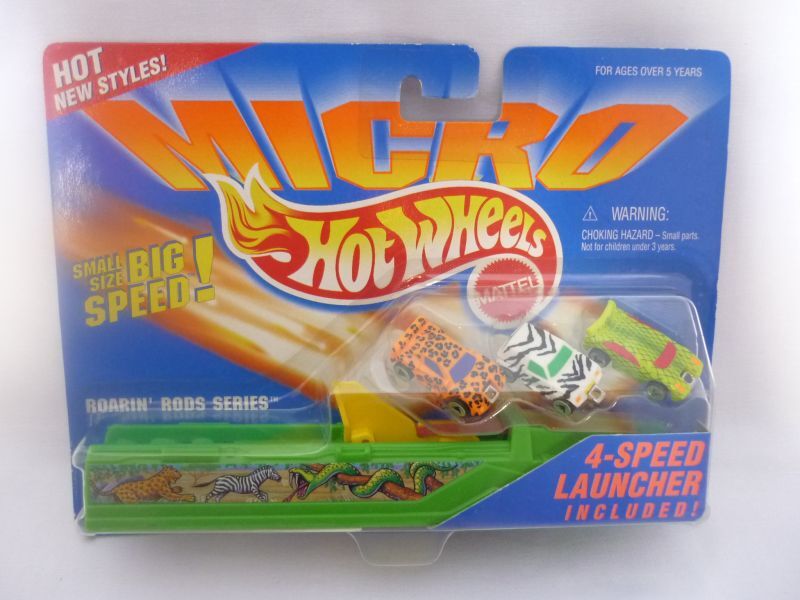 HOT
NEW STYLES!
FOR AGES OVER 5 YEARS
MICRO
HOT WHEELS
MATTEL
⚠ WARNING:
CHOKING HAZARD – Small parts.
Not for children under 3 years.
SMALL SIZE BIG
SPEED!
ROARIN' RODS SERIES™
4-SPEED
LAUNCHER
INCLUDED!